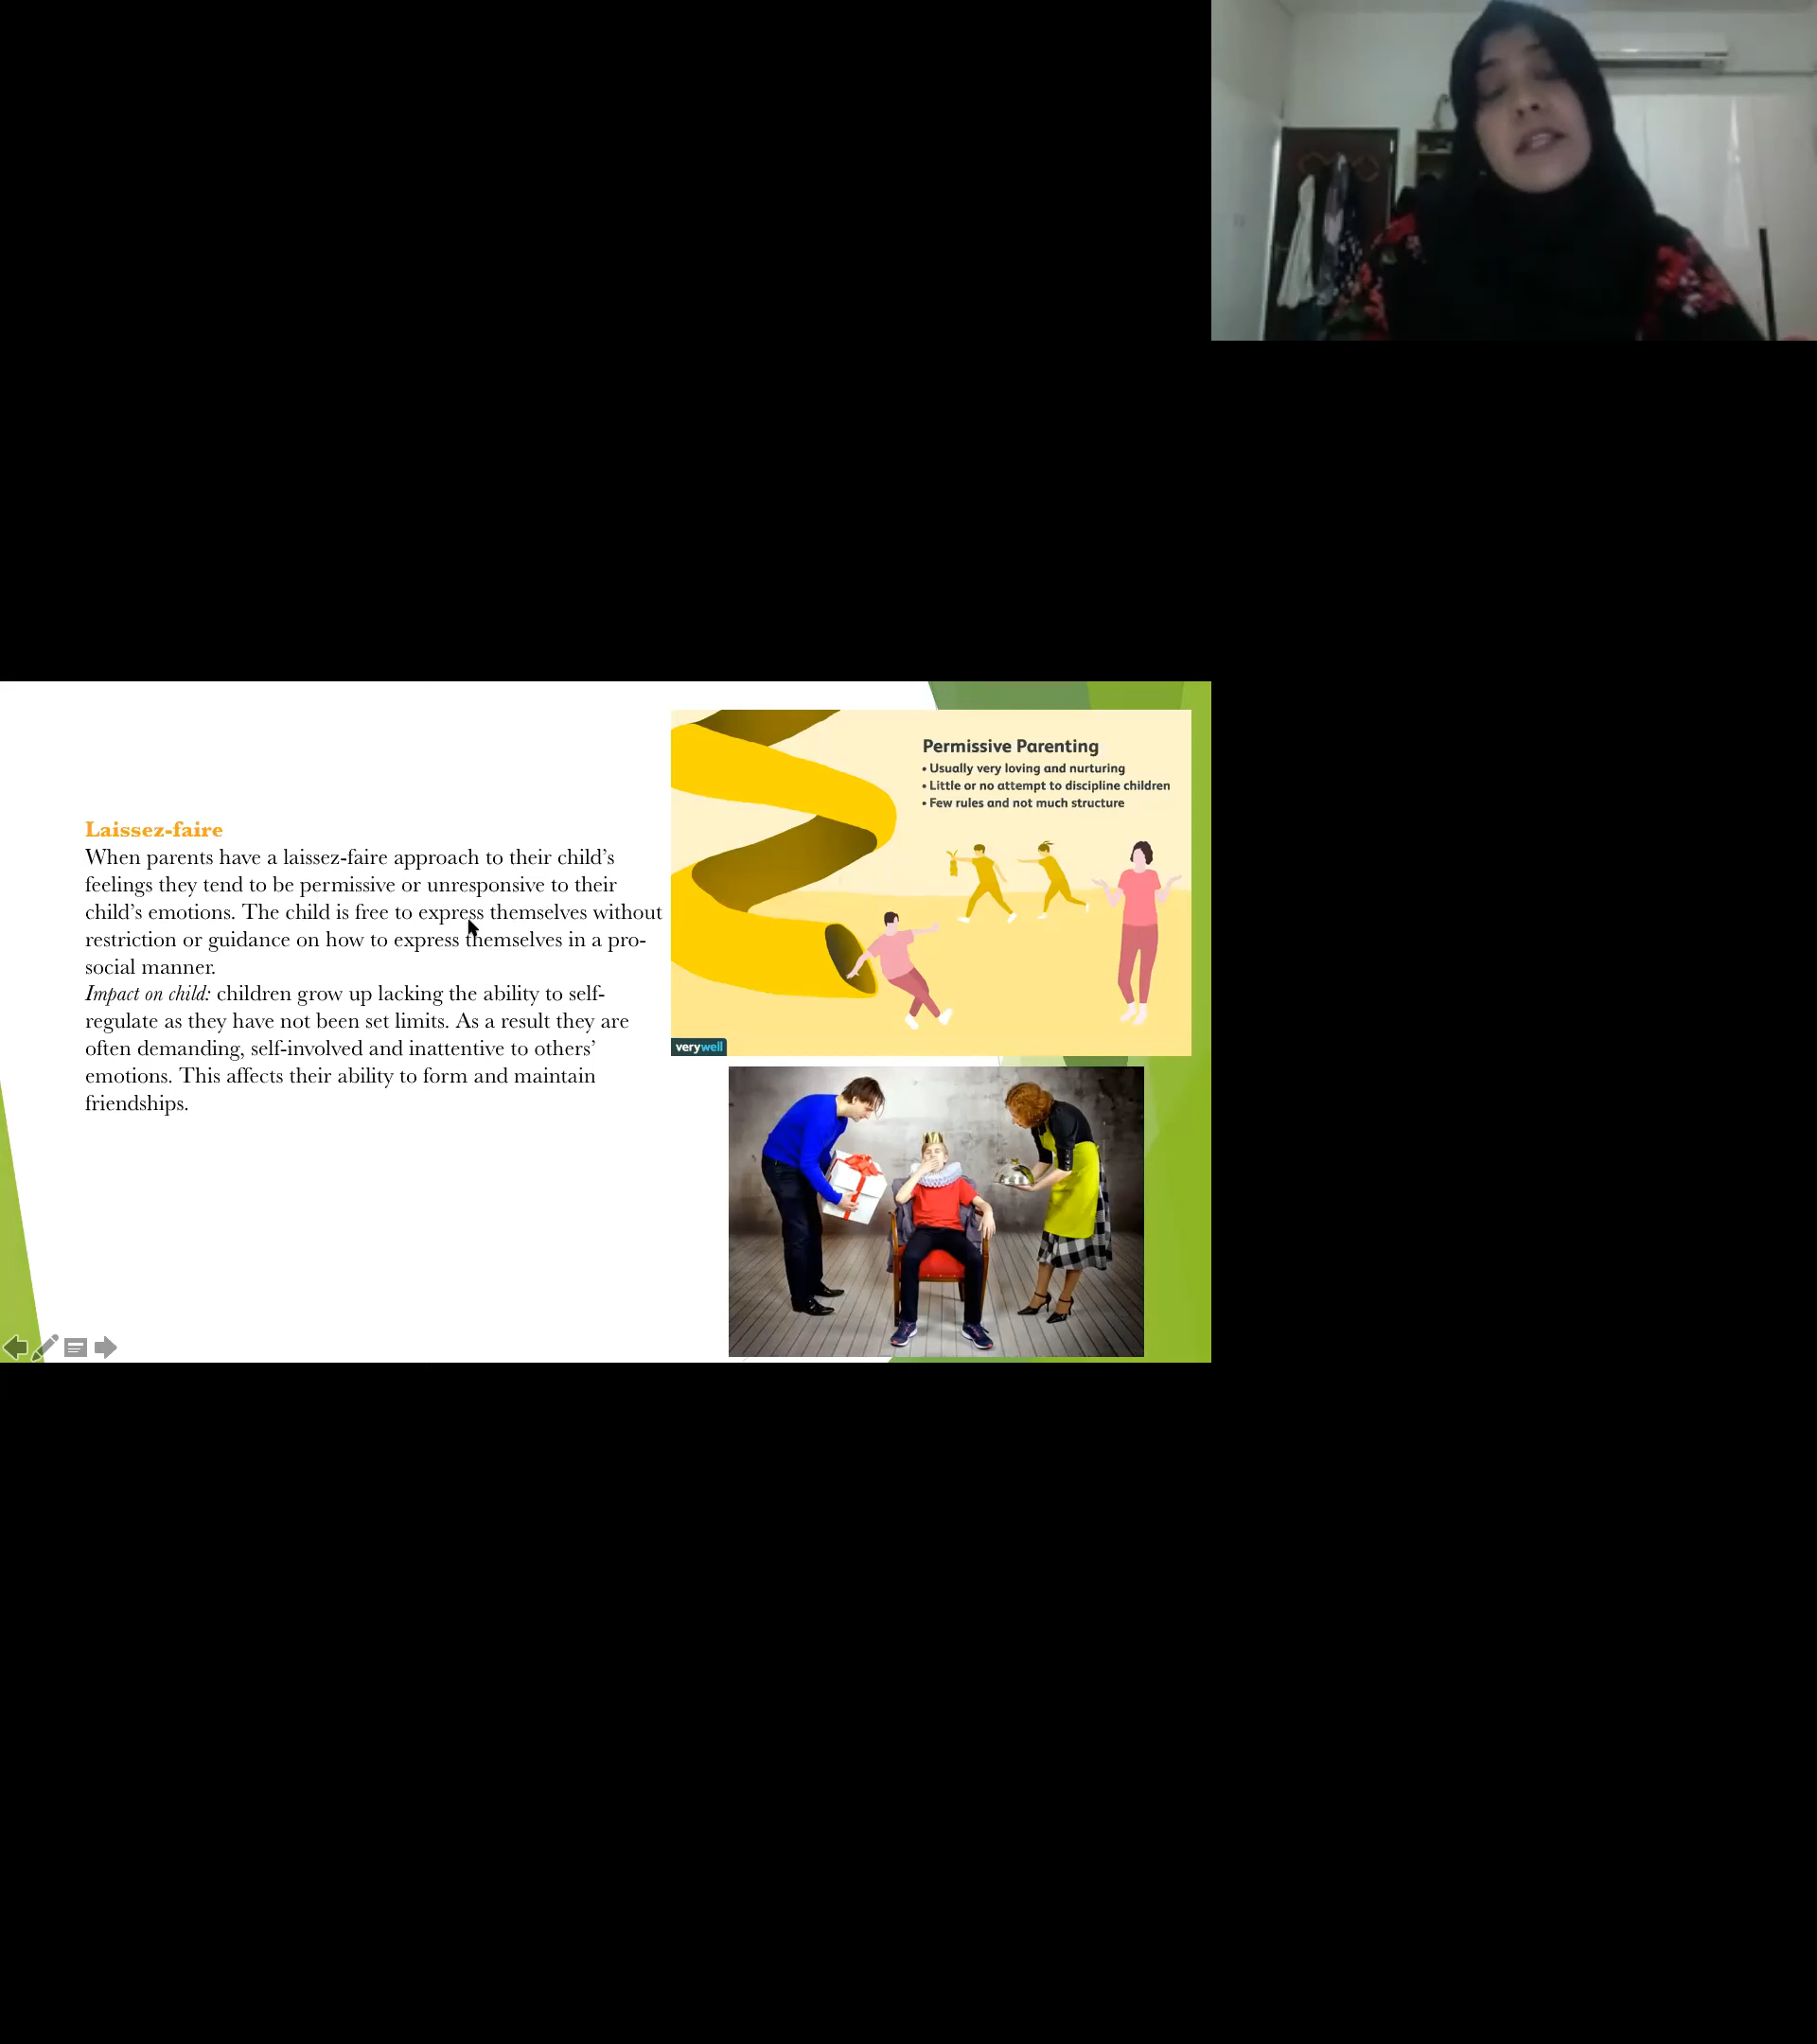 Laissez-faire
When parents have a laissez-faire approach to their child’s
feelings they tend to be permissive or unresponsive to their
child’s emotions. The child is free to express themselves without
restriction or guidance on how to express themselves in a pro-
social manner.
Impact on child: children grow up lacking the ability to self-
regulate as they have not been set limits. As a result they are
often demanding, self-involved and inattentive to others’
emotions. This affects their ability to form and maintain
friendships.
Permissive Parenting
• Usually very loving and nurturing
• Little or no attempt to discipline children
• Few rules and not much structure
verywell